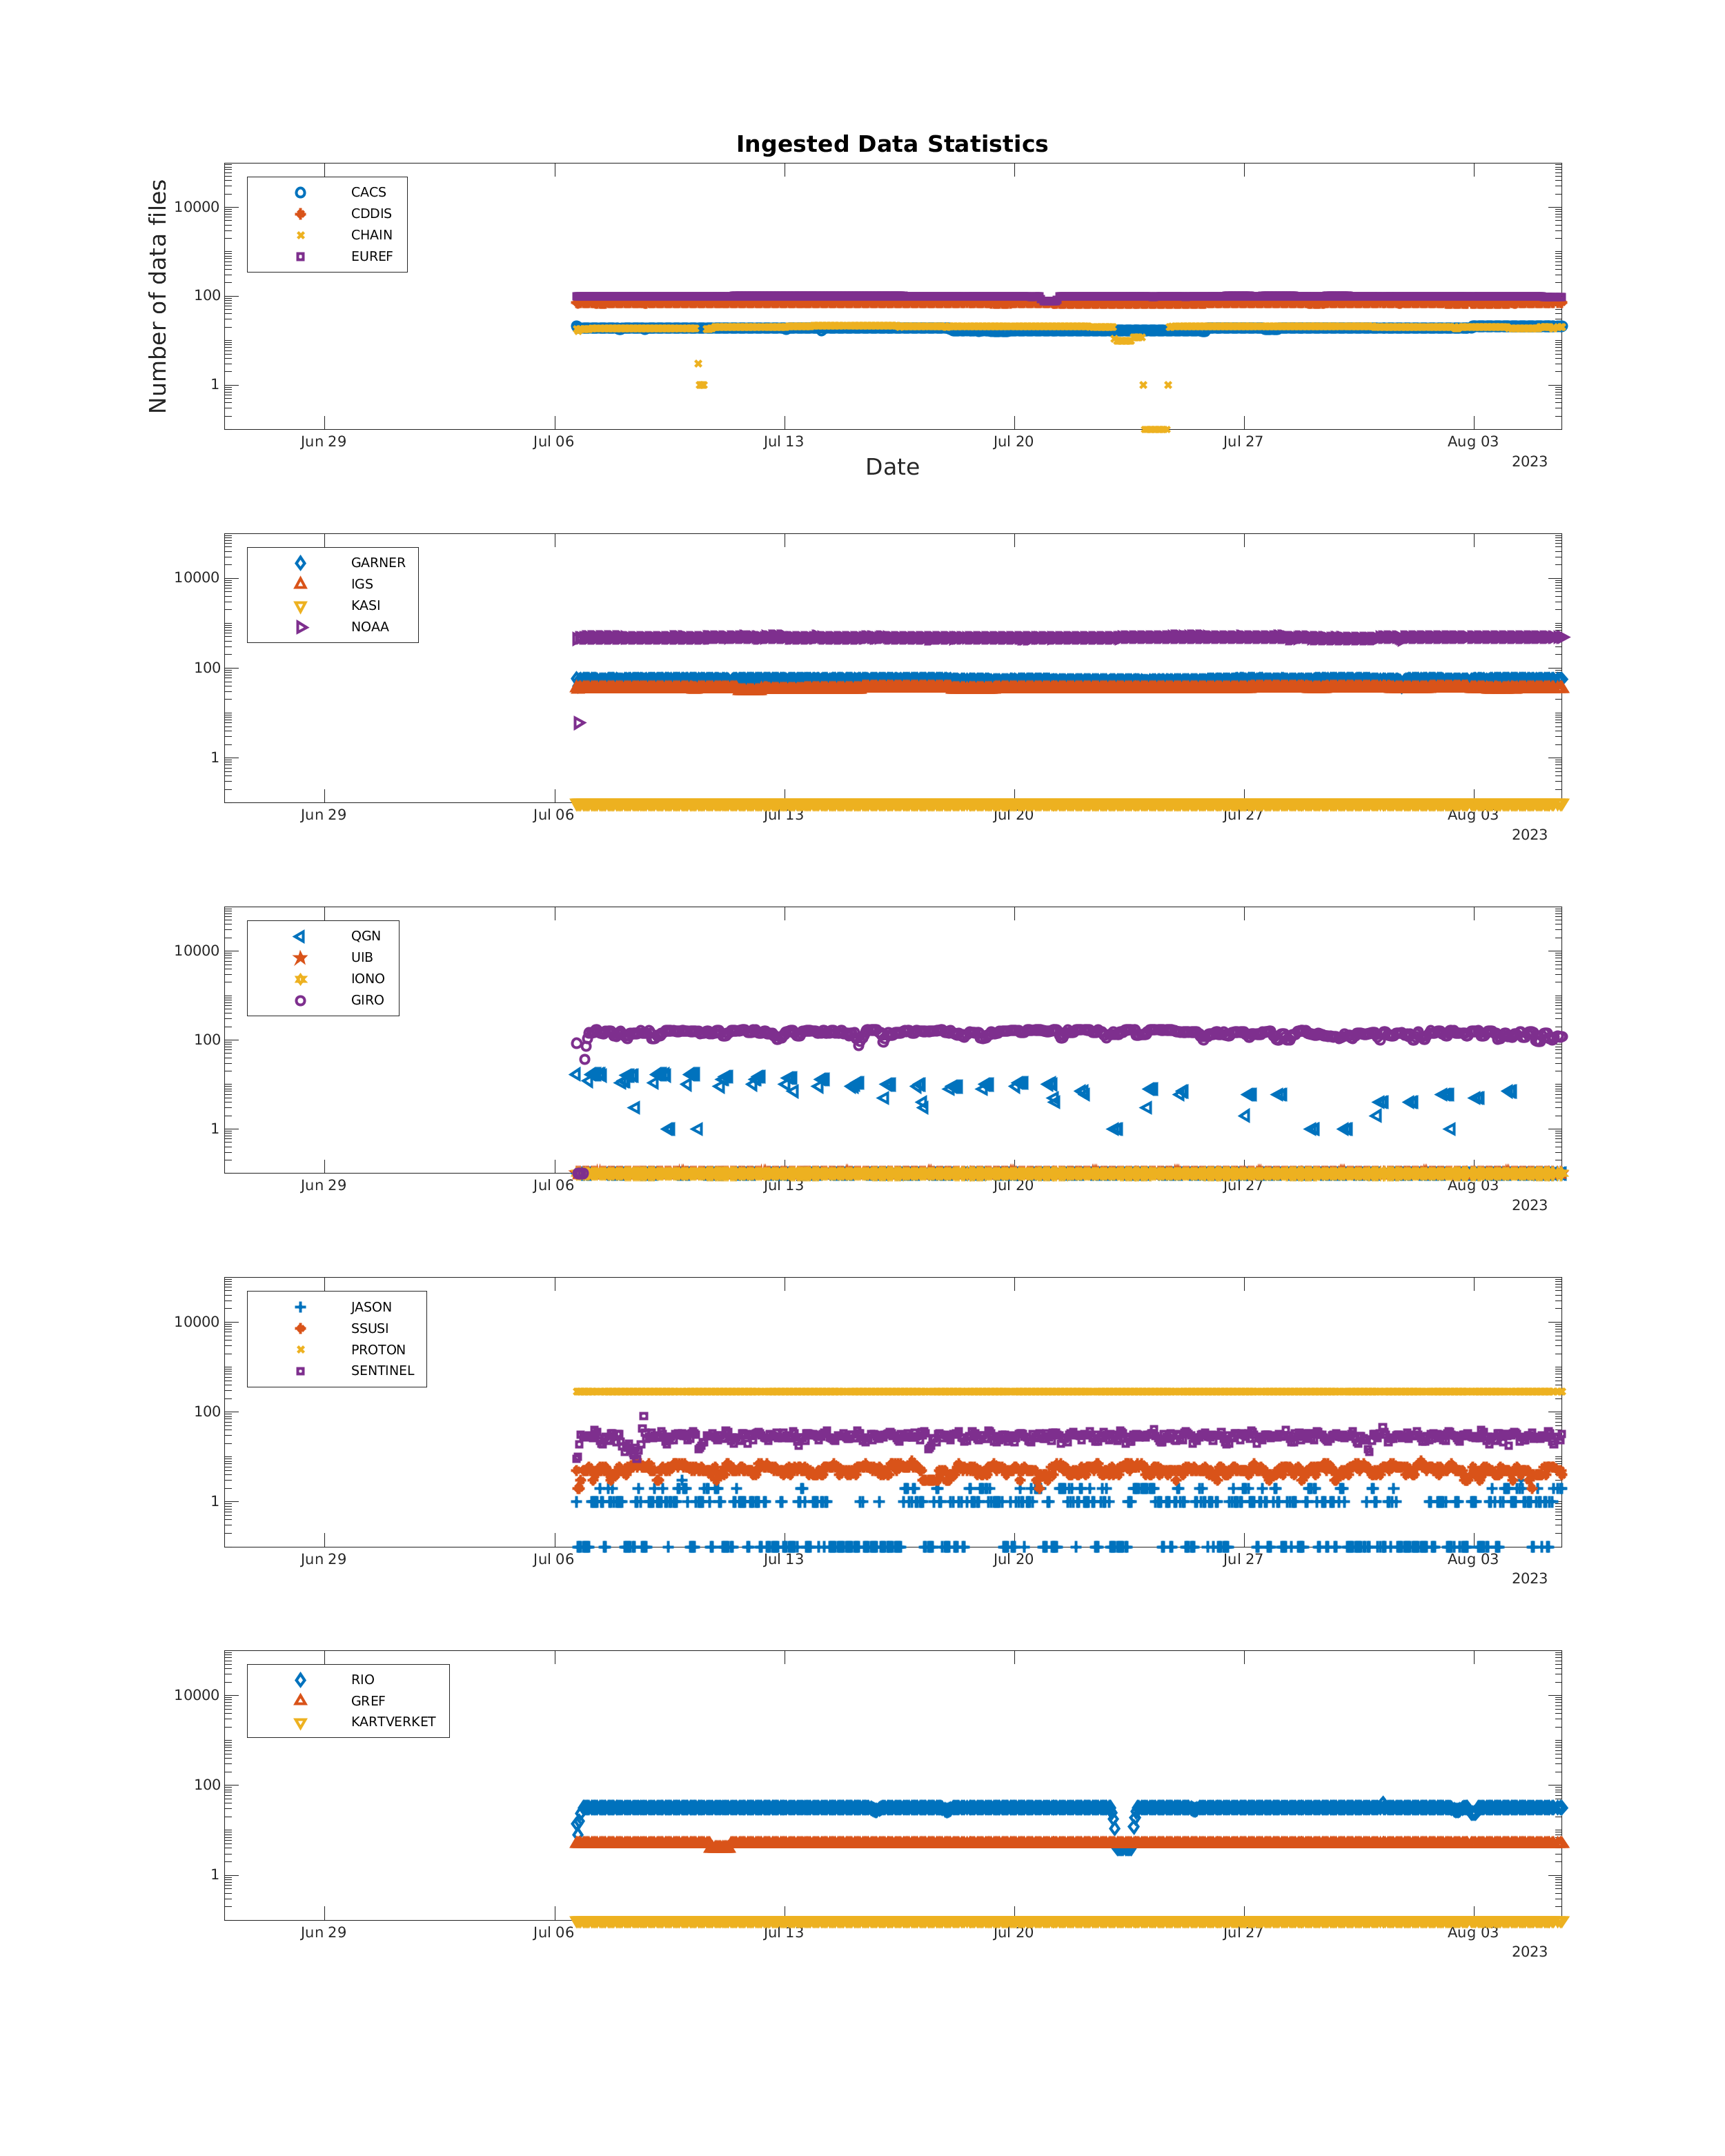 Ingested Data Statistics
Number of data files
10000
100
1
CACS
CDDIS
CHAIN
EUREF
Jun 29 Jul 06 Jul 13 Jul 20 Jul 27 Aug 03
2023
Date
10000
100
1
GARNER
IGS
KASI
NOAA
Jun 29 Jul 06 Jul 13 Jul 20 Jul 27 Aug 03
2023
10000
100
1
QGN
UIB
IONO
GIRO
Jun 29 Jul 06 Jul 13 Jul 20 Jul 27 Aug 03
2023
10000
100
1
JASON
SSUSI
PROTON
SENTINEL
Jun 29 Jul 06 Jul 13 Jul 20 Jul 27 Aug 03
2023
10000
100
1
RIO
GREF
KARTVERKET
Jun 29 Jul 06 Jul 13 Jul 20 Jul 27 Aug 03
2023